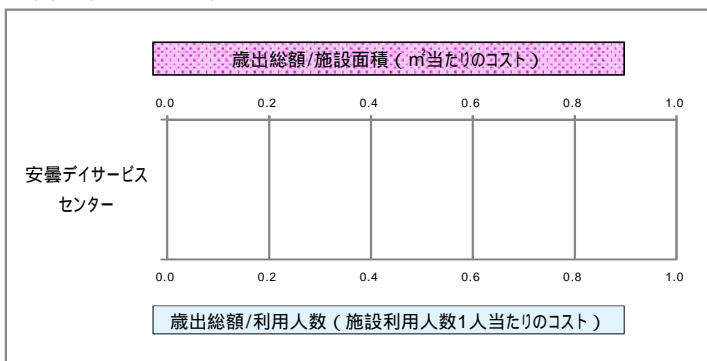 歳出総額/施設面積（㎡当たりのコスト）
0.0 0.2 0.4 0.6 0.8 1.0
安曇デイサービス
センター
0.0 0.2 0.4 0.6 0.8 1.0
歳出総額/利用人数（施設利用人数1人当たりのコスト）